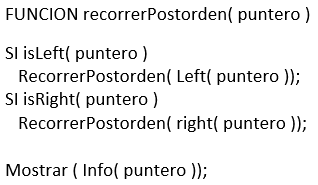 FUNCION recorrerPostorden( puntero )
SI isLeft( puntero )
RecorrerPostorden( Left( puntero ));
SI isRight( puntero )
RecorrerPostorden( right( puntero ));
Mostrar ( Info( puntero ));